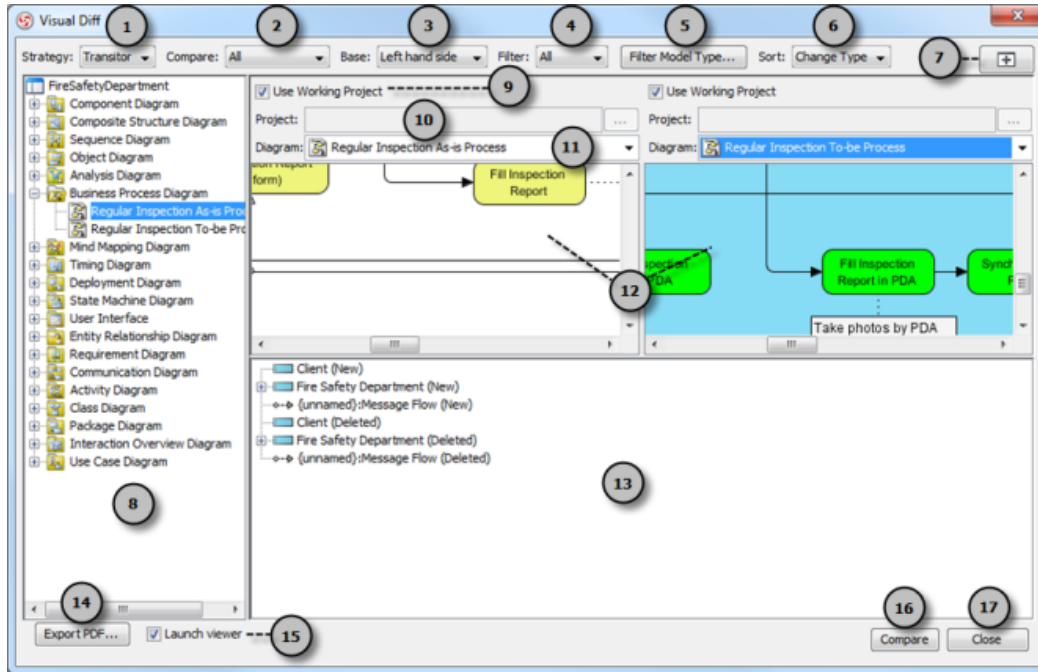 Visual Diff
1 2 3 4 5 6
Strategy: Transitor Compare: All Base: Left hand side Filter: All Filter Model Type... Sort: Change Type
7
FireSafetyDepartment
Component Diagram
Composite Structure Diagram
Sequence Diagram
Object Diagram
Analysis Diagram
Business Process Diagram
Regular Inspection As-is Proc
Regular Inspection To-be Prc
Mind Mapping Diagram
Timing Diagram
Deployment Diagram
State Machine Diagram
User Interface
Entity Relationship Diagram
Requirement Diagram
Communication Diagram
Activity Diagram
Class Diagram
Package Diagram
Interaction Overview Diagram
Use Case Diagram
8
Use Working Project
9
Project:
10
...
Diagram: Regular Inspection As-is Process
11
form)
Fill Inspection
Report
Use Working Project
Project:
...
Diagram: Regular Inspection To-be Process
12
PDA
Fill Inspection
Report in PDA
Take photos by PDA
Client (New)
Fire Safety Department (New)
{unnamed}:Message Flow (New)
Client (Deleted)
Fire Safety Department (Deleted)
{unnamed}:Message Flow (Deleted)
13
14
Export PDF...
Launch viewer
15
16
Compare
17
Close